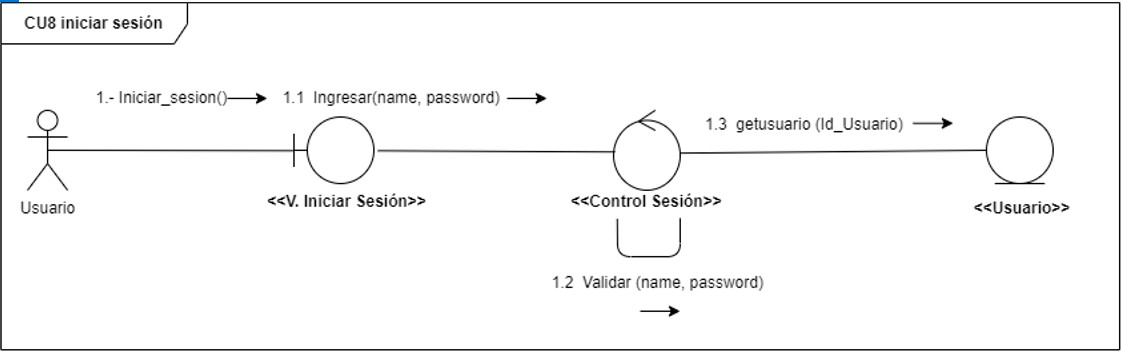 CU8 iniciar sesión
1.- Iniciar_sesion()
1.1 Ingresar(name, password)
1.3 getusuario (Id_Usuario)
Usuario
<<V. Iniciar Sesión>>
<<Control Sesión>>
<<Usuario>>
1.2 Validar (name, password)